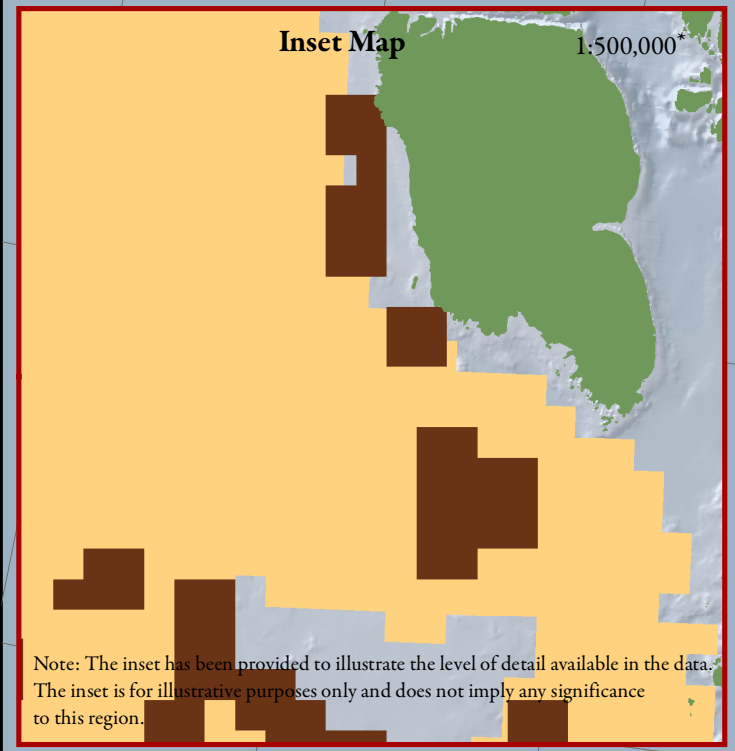 Inset Map
1:500,000*
Note: The inset has been provided to illustrate the level of detail available in the data.
The inset is for illustrative purposes only and does not imply any significance
to this region.